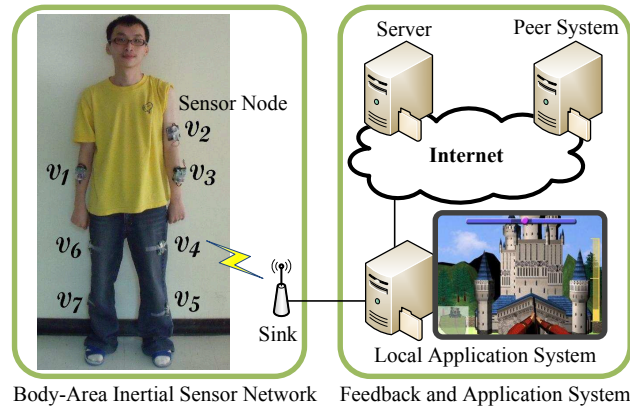 Server
Peer System
Sensor Node
v2
v1
v3
Internet
v6
v4
v7
v5
Sink
Local Application System
Body-Area Inertial Sensor Network
Feedback and Application System